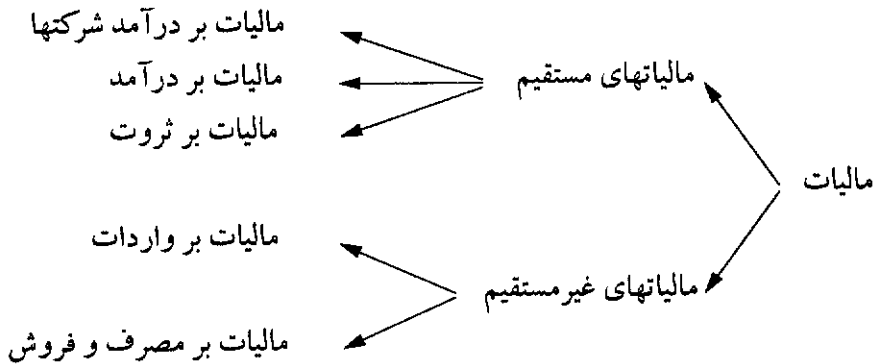 مالیات بر درآمد شرکتها
مالیاتهای مستقیم
مالیات بر درآمد
مالیات بر ثروت
مالیات
مالیات بر واردات
مالیاتهای غیرمستقیم
مالیات بر مصرف و فروش